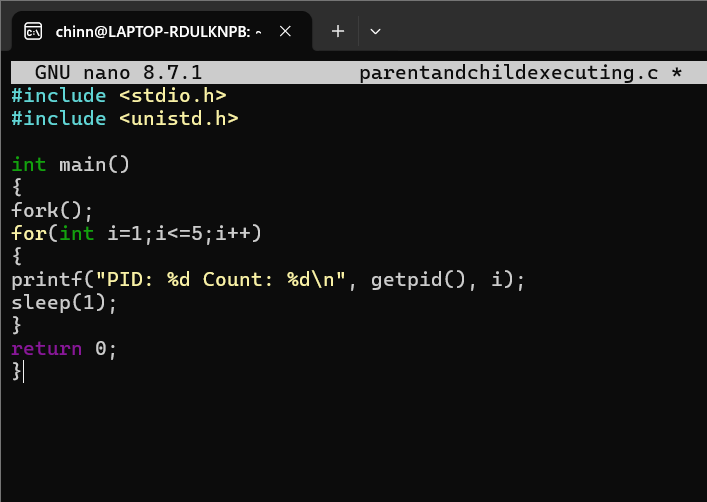 chinn@LAPTOP-RDULKNPB: ~
GNU nano 8.7.1 parentandchildexecuting.c *
#include <stdio.h>
#include <unistd.h>
int main()
{
fork();
for(int i=1;i<=5;i++)
{
printf("PID: %d Count: %d\n", getpid(), i);
sleep(1);
}
return 0;
}